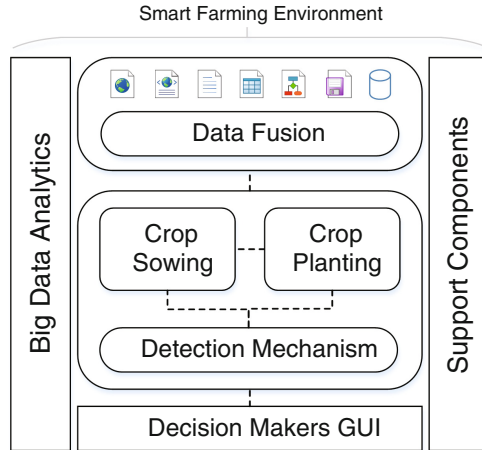 Smart Farming Environment
Big Data Analytics
Data Fusion
Crop
Sowing
Crop
Planting
Detection Mechanism
Decision Makers GUI
Support Components